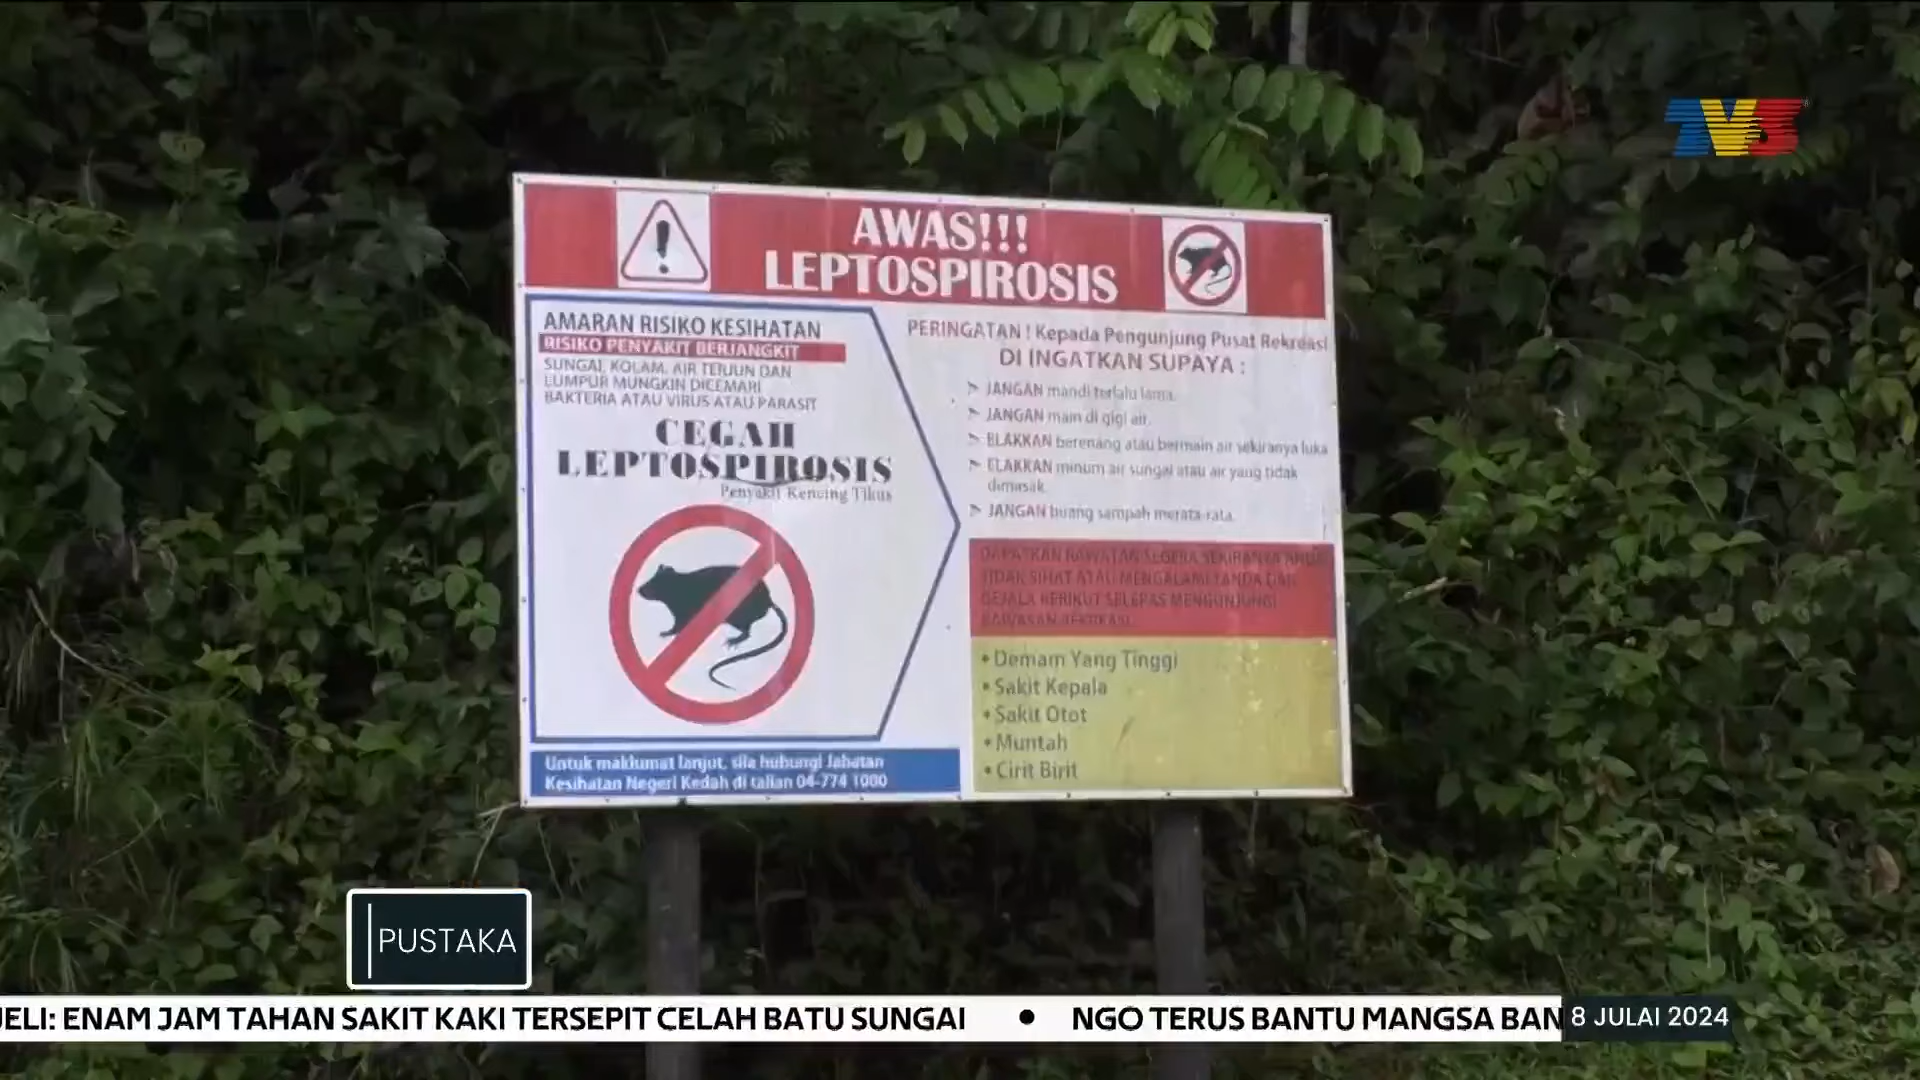 TV3
AWAS!!!
LEPTOSPIROSIS
AMARAN RISIKO KESIHATAN
RISIKO PENYAKIT BERJANGKIT
SUNGAI, KOLAM, AIR TERJUN DAN
LUMPUR MUNGKIN DICEMARI
BAKTERIA ATAU VIRUS ATAU PARASIT
CEGAH
LEPTOSPIROSIS
Penyakit Kencing Tikus
Untuk maklumat lanjut, sila hubungi Jabatan
Kesihatan Negeri Kedah di talian 04-774 1000
PERINGATAN ! Kepada Pengunjung Pusat Rekreasi
DI INGATKAN SUPAYA :
JANGAN mandi terlalu lama.
JANGAN main di gigi air.
ELAKKAN berenang atau bermain air sekiranya luka
ELAKKAN minum air sungai atau air yang tidak
dimasak.
JANGAN buang sampah merata-rata.
DAPATKAN RAWATAN SEGERA SEKIRANYA ANDA
TIDAK SIHAT ATAU MENGALAMI TANDA DAN
GEJALA BERIKUT SELEPAS MENGUNJUNGI
KAWASAN REKREASI.
• Demam Yang Tinggi
• Sakit Kepala
• Sakit Otot
• Muntah
• Cirit Birit
PUSTAKA
JELI: ENAM JAM TAHAN SAKIT KAKI TERSEPIT CELAH BATU SUNGAI • NGO TERUS BANTU MANGSA BAN
8 JULAI 2024